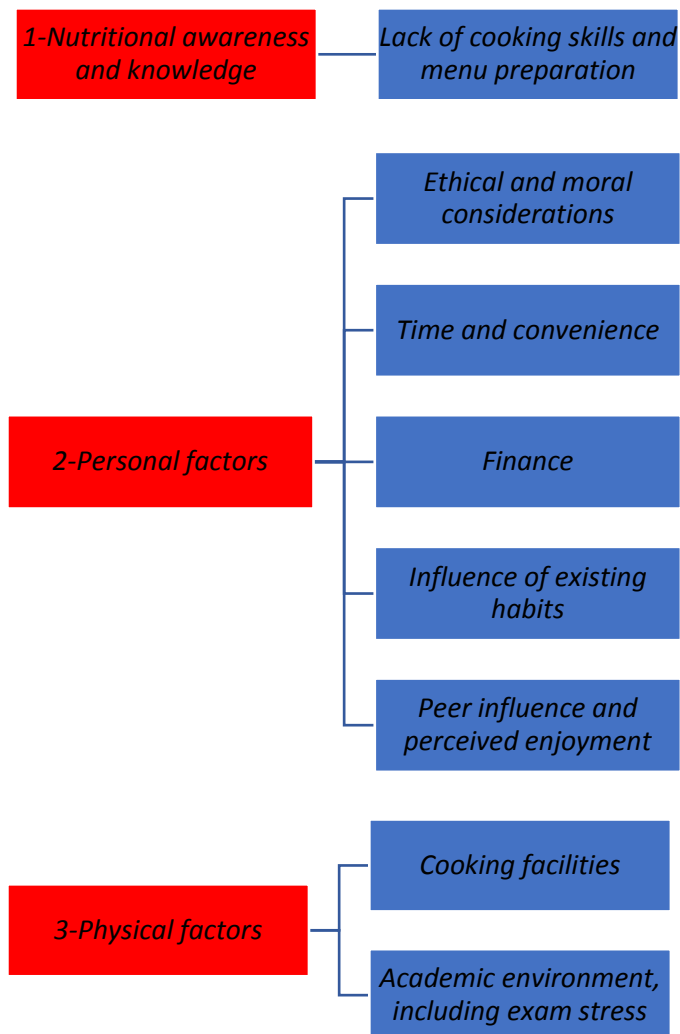 1-Nutritional awareness
and knowledge
Lack of cooking skills and
menu preparation
2-Personal factors
Ethical and moral
considerations
Time and convenience
Finance
Influence of existing
habits
Peer influence and
perceived enjoyment
3-Physical factors
Cooking facilities
Academic environment,
including exam stress